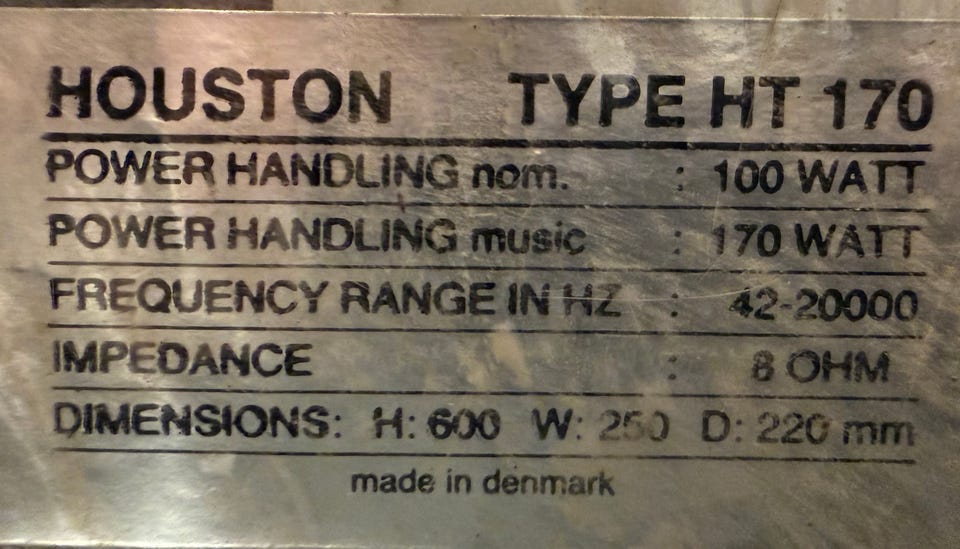 HOUSTON TYPE HT 170
POWER HANDLING nom. : 100 WATT
POWER HANDLING music : 170 WATT
FREQUENCY RANGE IN HZ : 42-20000
IMPEDANCE : 8 OHM
DIMENSIONS: H: 600 W: 250 D: 220 mm
made in denmark